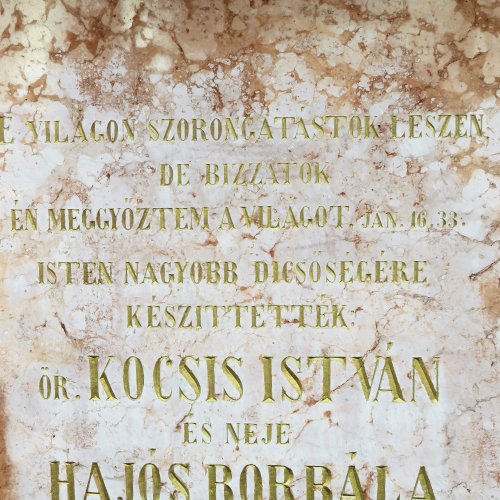 E VILÁGON SZORONGATÁSTOK LESZEN,
DE BIZZATOK
ÉN MEGGYŐZTEM A VILÁGOT. JÁN. 16, 33.
ISTEN NAGYOBB DICSŐSÉGÉRE
KÉSZITTETTÉK:
ÖR. KOCSIS ISTVÁN
ÉS NEJE
HAJÓS BORBÁLA